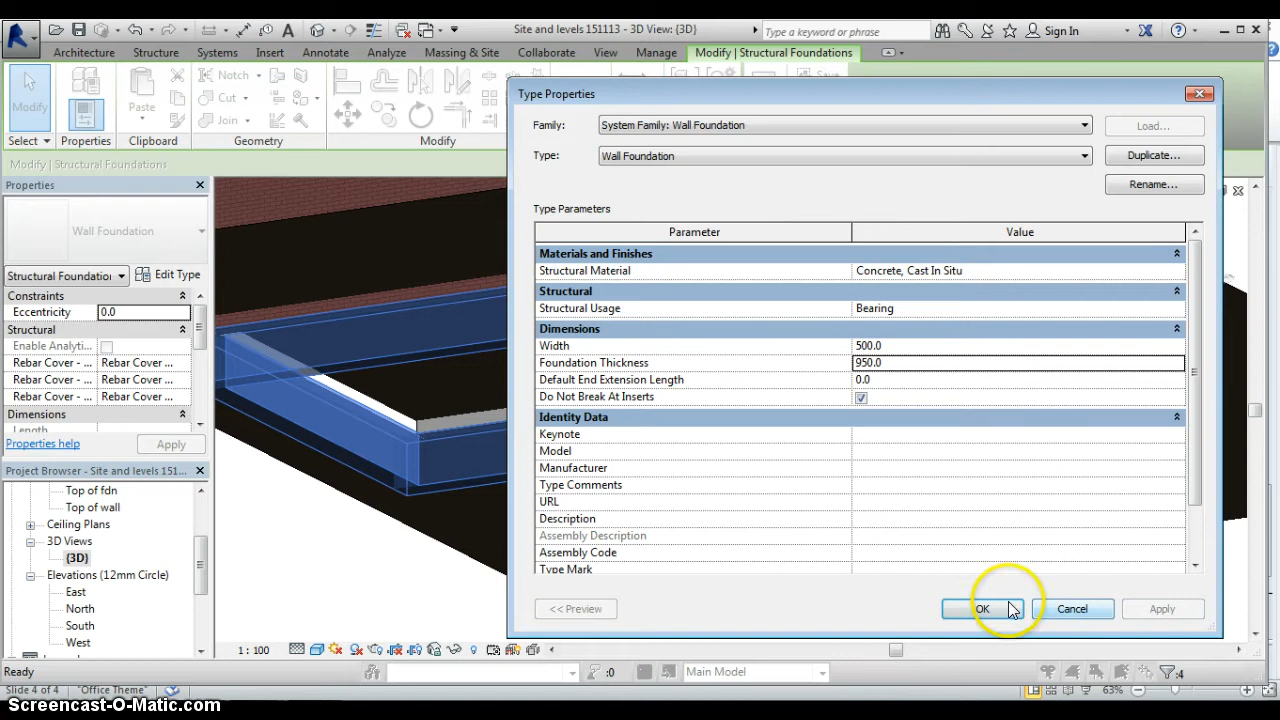 Site and levels 151113 - 3D View: {3D}
Type a keyword or phrase
Sign In
Architecture
Structure
Systems
Insert
Annotate
Analyze
Massing & Site
Collaborate
View
Manage
Modify | Structural Foundations
Modify
Notch
Cut
Join
Paste
Save
Select
Properties
Clipboard
Geometry
Modify
Modify | Structural Foundations
Properties
Wall Foundation
Structural Foundation
Edit Type
Constraints
Eccentricity 0.0
Structural
Enable Analyti...
Rebar Cover - ... Rebar Cover ...
Rebar Cover - ... Rebar Cover ...
Rebar Cover - ... Rebar Cover ...
Dimensions
Properties help
Apply
Project Browser - Site and levels 151...
Top of fdn
Top of wall
Ceiling Plans
3D Views
{3D}
Elevations (12mm Circle)
East
North
South
West
Type Properties
Family:
System Family: Wall Foundation
Load...
Type:
Wall Foundation
Duplicate...
Rename...
Type Parameters
Parameter Value
Materials and Finishes
Structural Material Concrete, Cast In Situ
Structural
Structural Usage Bearing
Dimensions
Width 500.0
Foundation Thickness 950.0
Default End Extension Length 0.0
Do Not Break At Inserts
Identity Data
Keynote
Model
Manufacturer
Type Comments
URL
Description
Assembly Description
Assembly Code
Type Mark
<< Preview
OK
Cancel
Apply
1 : 100
Ready
:0
Main Model
:4
Slide 4 of 4
"Office Theme"
63%
Screencast-O-Matic.com